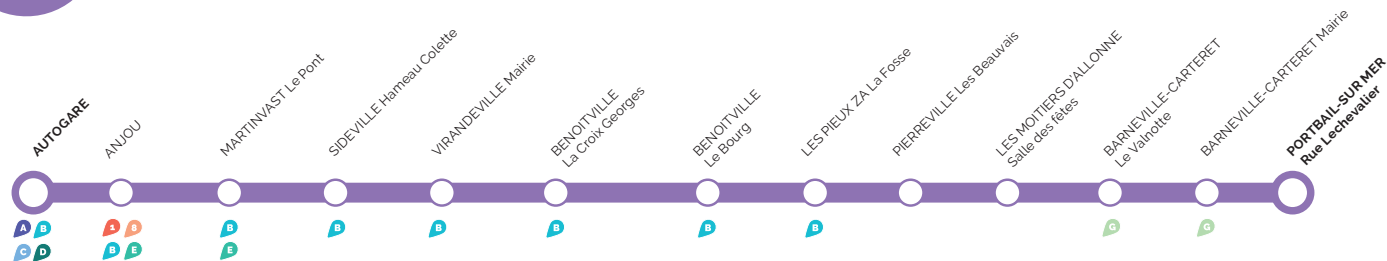 AUTOGARE
ANJOU
MARTINVAST Le Pont
SIDEVILLE Hameau Colette
VIRANDEVILLE Mairie
BENOITVILLE
La Croix Georges
BENOITVILLE
Le Bourg
LES PIEUX ZA La Fosse
PIERREVILLE Les Beauvais
LES MOITIERS D'ALLONNE
Salle des fêtes
BARNEVILLE-CARTERET
Le Valnotte
BARNEVILLE-CARTERET Mairie
PORTBAIL-SUR MER
Rue Lechevalier
A B
C D
1 8
B E
B
E
B
B
B
B
B
G
G